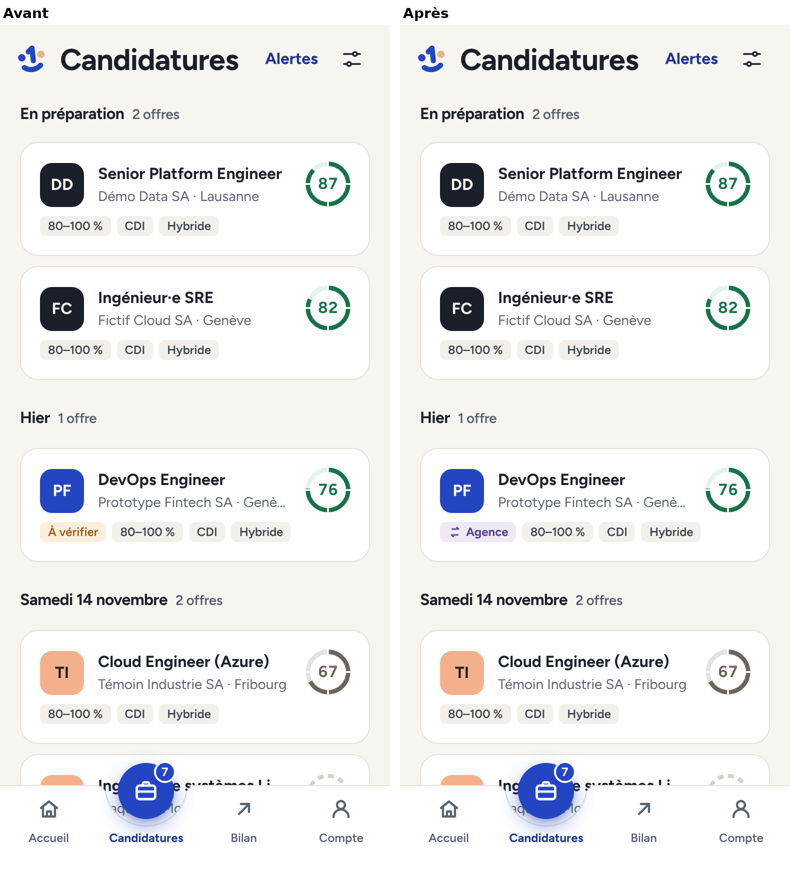 Avant
Candidatures Alertes
En préparation 2 offres
DD Senior Platform Engineer 87
Démo Data SA · Lausanne
80–100 % CDI Hybride
FC Ingénieur·e SRE 82
Fictif Cloud SA · Genève
80–100 % CDI Hybride
Hier 1 offre
PF DevOps Engineer 76
Prototype Fintech SA · Genè...
À vérifier 80–100 % CDI Hybride
Samedi 14 novembre 2 offres
TI Cloud Engineer (Azure) 67
Témoin Industrie SA · Fribourg
80–100 % CDI Hybride
7
Accueil Candidatures Bilan Compte
Après
Candidatures Alertes
En préparation 2 offres
DD Senior Platform Engineer 87
Démo Data SA · Lausanne
80–100 % CDI Hybride
FC Ingénieur·e SRE 82
Fictif Cloud SA · Genève
80–100 % CDI Hybride
Hier 1 offre
PF DevOps Engineer 76
Prototype Fintech SA · Genè...
Agence 80–100 % CDI Hybride
Samedi 14 novembre 2 offres
TI Cloud Engineer (Azure) 67
Témoin Industrie SA · Fribourg
80–100 % CDI Hybride
7
Accueil Candidatures Bilan Compte